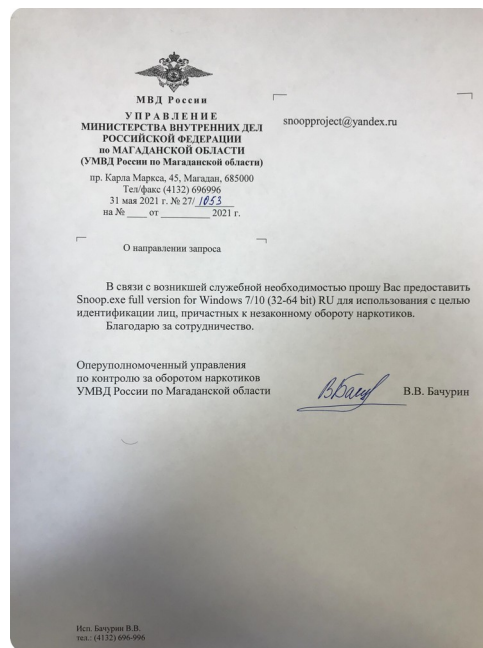 МВД России
УПРАВЛЕНИЕ
МИНИСТЕРСТВА ВНУТРЕННИХ ДЕЛ
РОССИЙСКОЙ ФЕДЕРАЦИИ
по МАГАДАНСКОЙ ОБЛАСТИ
(УМВД России по Магаданской области)
пр. Карла Маркса, 45, Магадан, 685000
Тел/факс (4132) 696996
31 мая 2021 г. № 27/ 1053
на № ____ от _________ 2021 г.
snoopproject@yandex.ru
О направлении запроса
В связи с возникшей служебной необходимостью прошу Вас предоставить
Snoop.exe full version for Windows 7/10 (32-64 bit) RU для использования с целью
идентификации лиц, причастных к незаконному обороту наркотиков.
Благодарю за сотрудничество.
Оперуполномоченный управления
по контролю за оборотом наркотиков
УМВД России по Магаданской области
В.В. Бачурин
Исп. Бачурин В.В.
тел.: (4132) 696-996